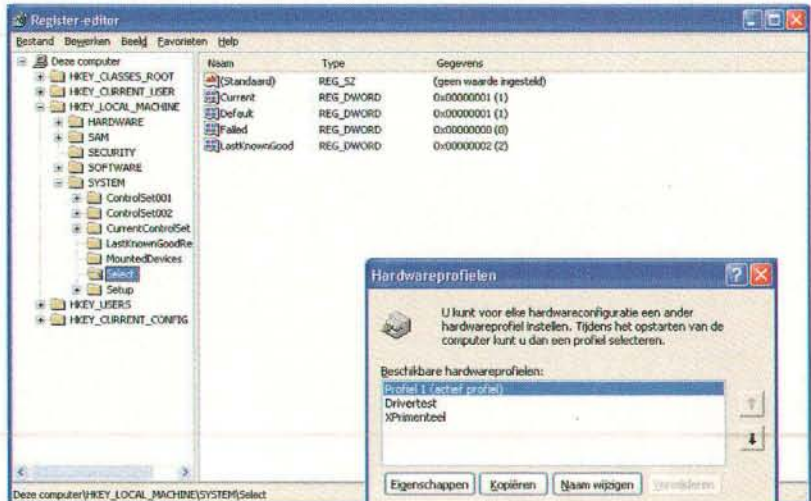 Register-editor
Bestand Bewerken Beeld Favorieten Help
Deze computer
HKEY_CLASSES_ROOT
HKEY_CURRENT_USER
HKEY_LOCAL_MACHINE
HARDWARE
SAM
SECURITY
SOFTWARE
SYSTEM
ControlSet001
ControlSet002
CurrentControlSet
LastKnownGoodRe
MountedDevices
Select
Setup
HKEY_USERS
HKEY_CURRENT_CONFIG
Naam Type Gegevens
(Standaard) REG_SZ (geen waarde ingesteld)
Current REG_DWORD 0x00000001 (1)
Default REG_DWORD 0x00000001 (1)
Failed REG_DWORD 0x00000000 (0)
LastKnownGood REG_DWORD 0x00000002 (2)
Hardwareprofielen
U kunt voor elke hardwareconfiguratie een ander
hardwareprofiel instellen. Tijdens het opstarten van de
computer kunt u dan een profiel selecteren.
Beschikbare hardwareprofielen:
Profiel 1 (actief profiel)
Drivertest
XPrimenteel
Eigenschappen Kopiëren Naam wijzigen Verwijderen
Deze computer\HKEY_LOCAL_MACHINE\SYSTEM\Select